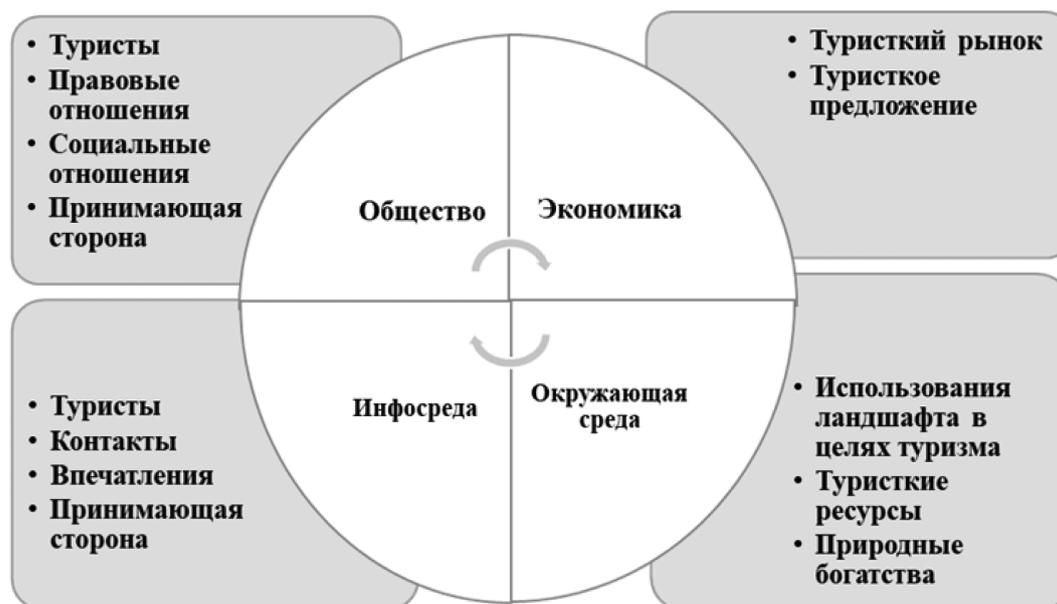 • Туристы
• Правовые
отношения
• Социальные
отношения
• Принимающая
сторона
• Туристкий рынок
• Туристкое
предложение
Общество
Экономика
Инфосреда
Окружающая
среда
• Туристы
• Контакты
• Впечатления
• Принимающая
сторона
• Использования
ландшафта в
целях туризма
• Туристкие
ресурсы
• Природные
богатства